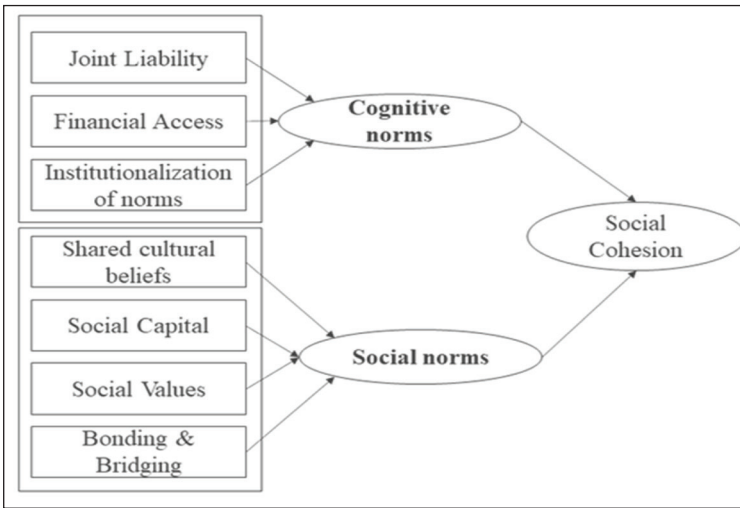 Joint Liability
Financial Access
Institutionalization
of norms
Cognitive
norms
Shared cultural
beliefs
Social Capital
Social Values
Bonding &
Bridging
Social norms
Social
Cohesion